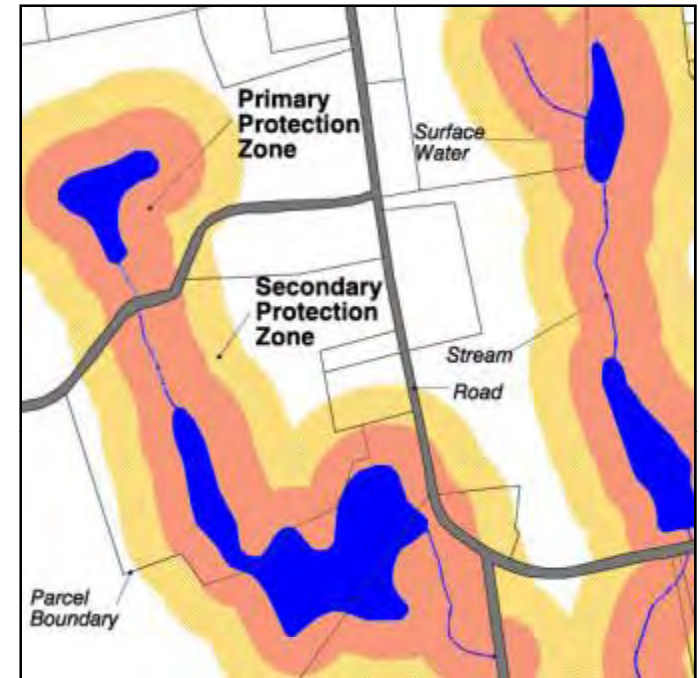 Primary
Protection
Zone
Surface
Water
Secondary
Protection
Zone
Stream
Road
Parcel
Boundary